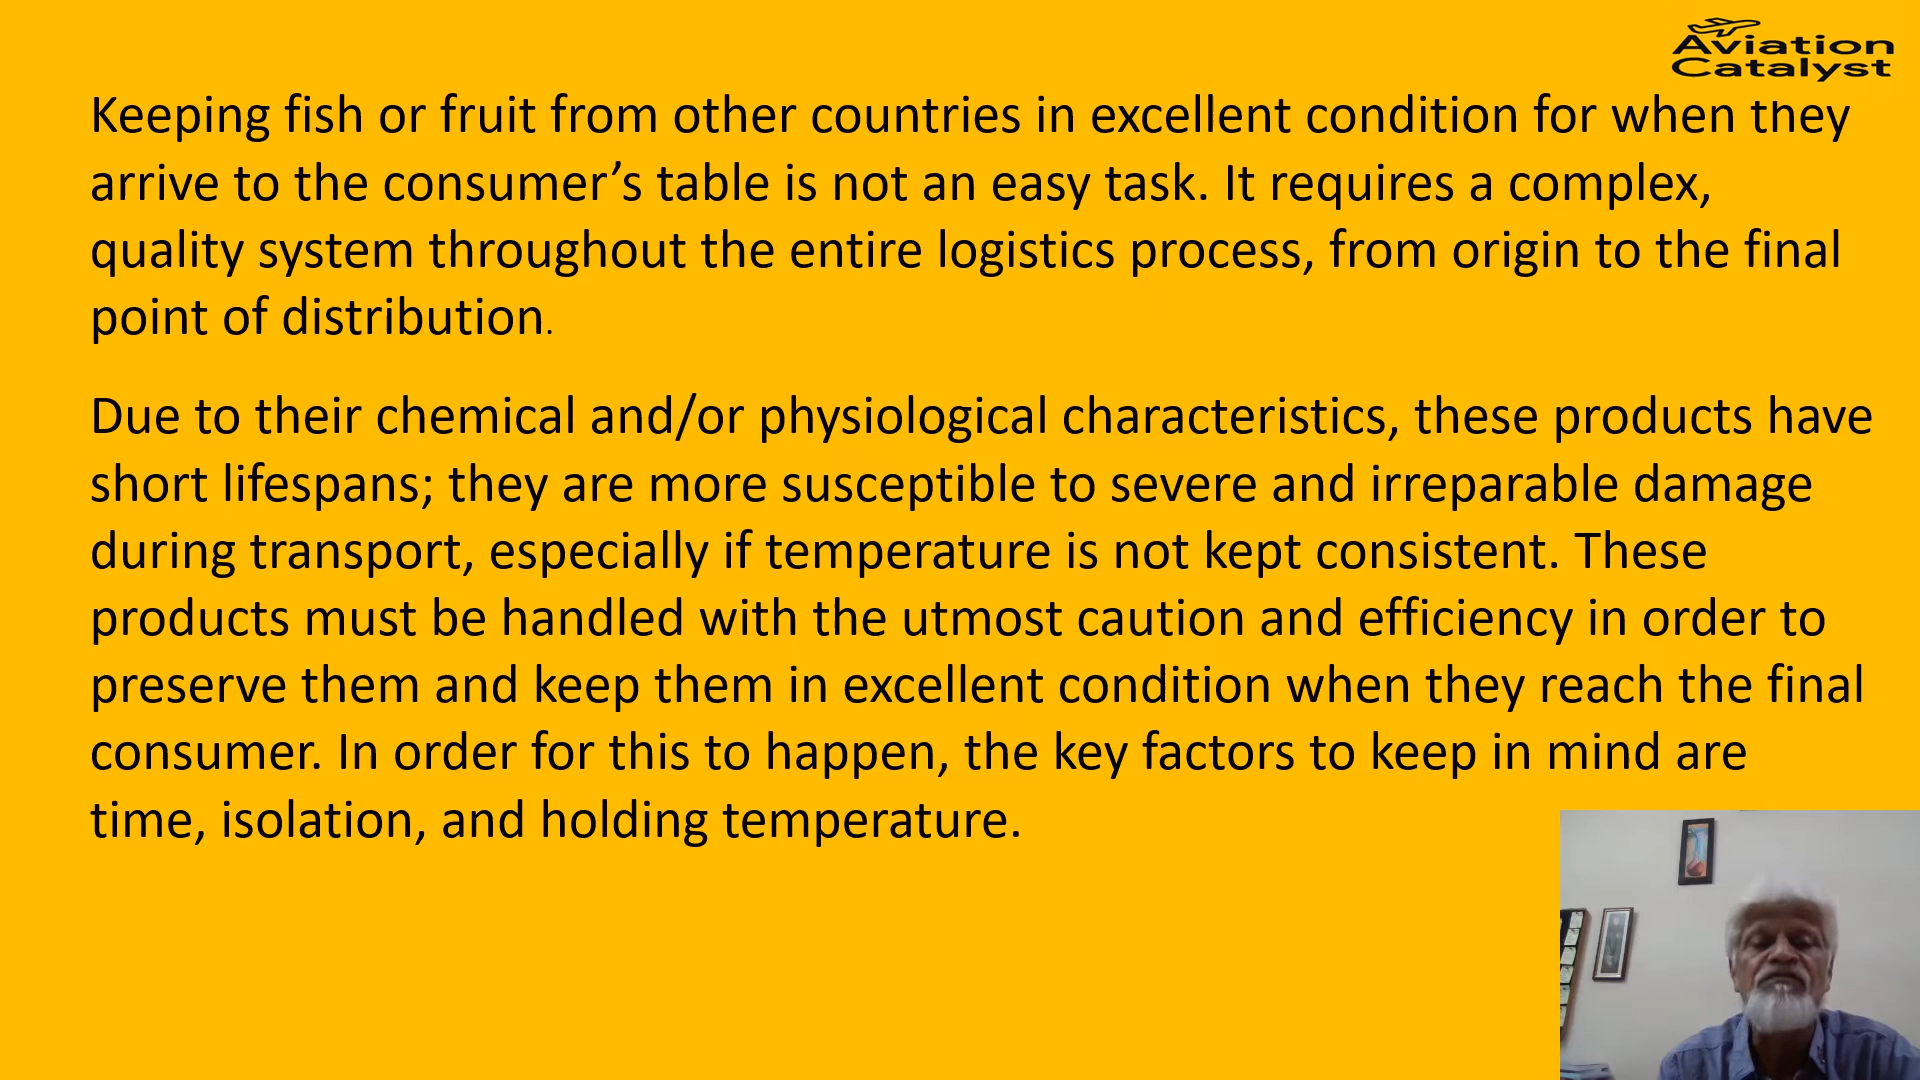 Aviation
Catalyst
Keeping fish or fruit from other countries in excellent condition for when they
arrive to the consumer’s table is not an easy task. It requires a complex,
quality system throughout the entire logistics process, from origin to the final
point of distribution.
Due to their chemical and/or physiological characteristics, these products have
short lifespans; they are more susceptible to severe and irreparable damage
during transport, especially if temperature is not kept consistent. These
products must be handled with the utmost caution and efficiency in order to
preserve them and keep them in excellent condition when they reach the final
consumer. In order for this to happen, the key factors to keep in mind are
time, isolation, and holding temperature.